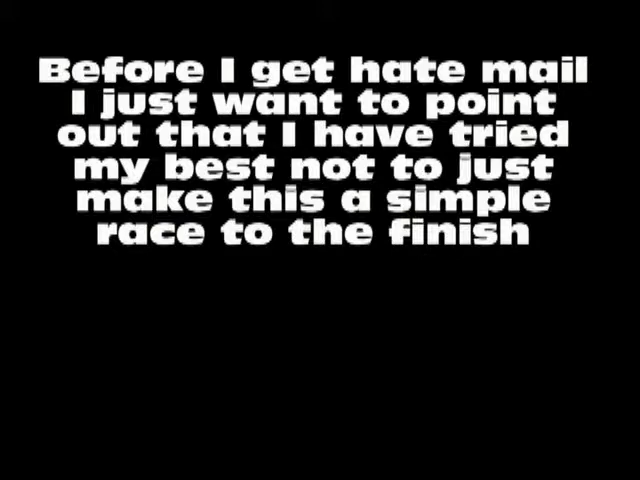 Before I get hate mail
I just want to point
out that I have tried
my best not to just
make this a simple
race to the finish